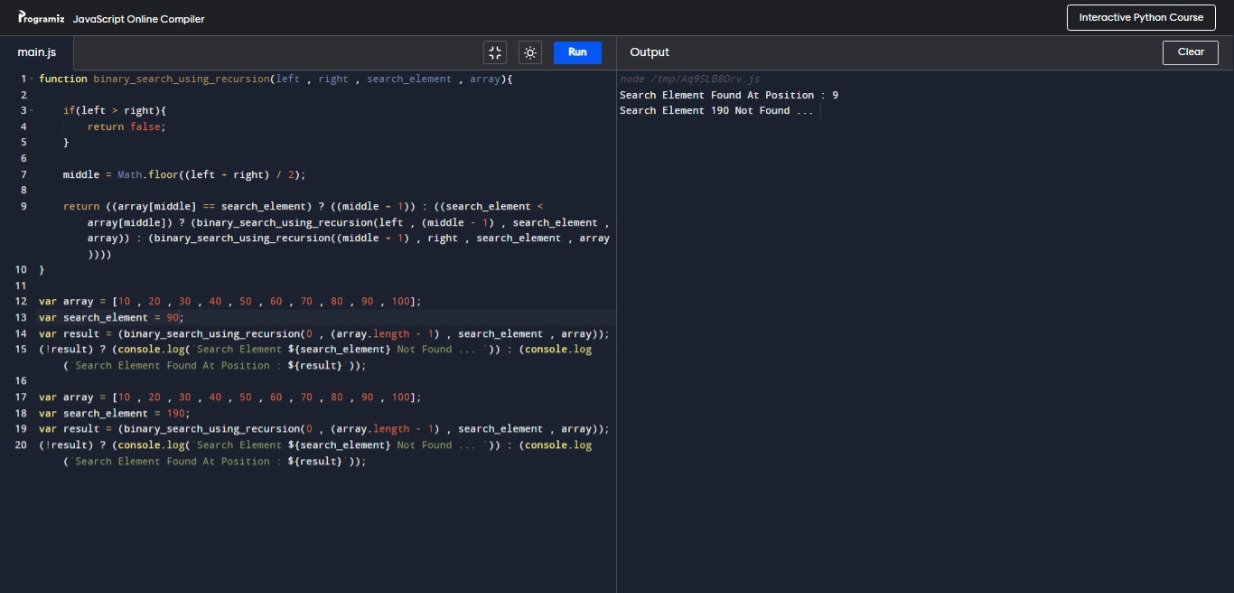 Programiz JavaScript Online Compiler
Interactive Python Course
main.js
Run
Output
Clear
1 function binary_search_using_recursion(left , right , search_element , array){
2
3 if(left > right){
4 return false;
5 }
6
7 middle = Math.floor((left + right) / 2);
8
9 return ((array[middle] == search_element) ? ((middle + 1)) : ((search_element <
array[middle]) ? (binary_search_using_recursion(left , (middle - 1) , search_element ,
array)) : (binary_search_using_recursion((middle + 1) , right , search_element , array
))))
10 }
11
12 var array = [10 , 20 , 30 , 40 , 50 , 60 , 70 , 80 , 90 , 100];
13 var search_element = 90;
14 var result = (binary_search_using_recursion(0 , (array.length - 1) , search_element , array));
15 (!result) ? (console.log(`Search Element ${search_element} Not Found ... `)) : (console.log
(`Search Element Found At Position : ${result}`));
16
17 var array = [10 , 20 , 30 , 40 , 50 , 60 , 70 , 80 , 90 , 100];
18 var search_element = 190;
19 var result = (binary_search_using_recursion(0 , (array.length - 1) , search_element , array));
20 (!result) ? (console.log(`Search Element ${search_element} Not Found ... `)) : (console.log
(`Search Element Found At Position : ${result}`));
node /tmp/Aq9SLB8Drv.js
Search Element Found At Position : 9
Search Element 190 Not Found ...